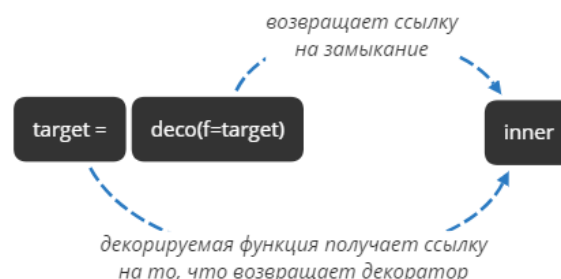 возвращает ссылку
на замыкание
target =
deco(f=target)
inner
декорируемая функция получает ссылку
на то, что возвращает декоратор